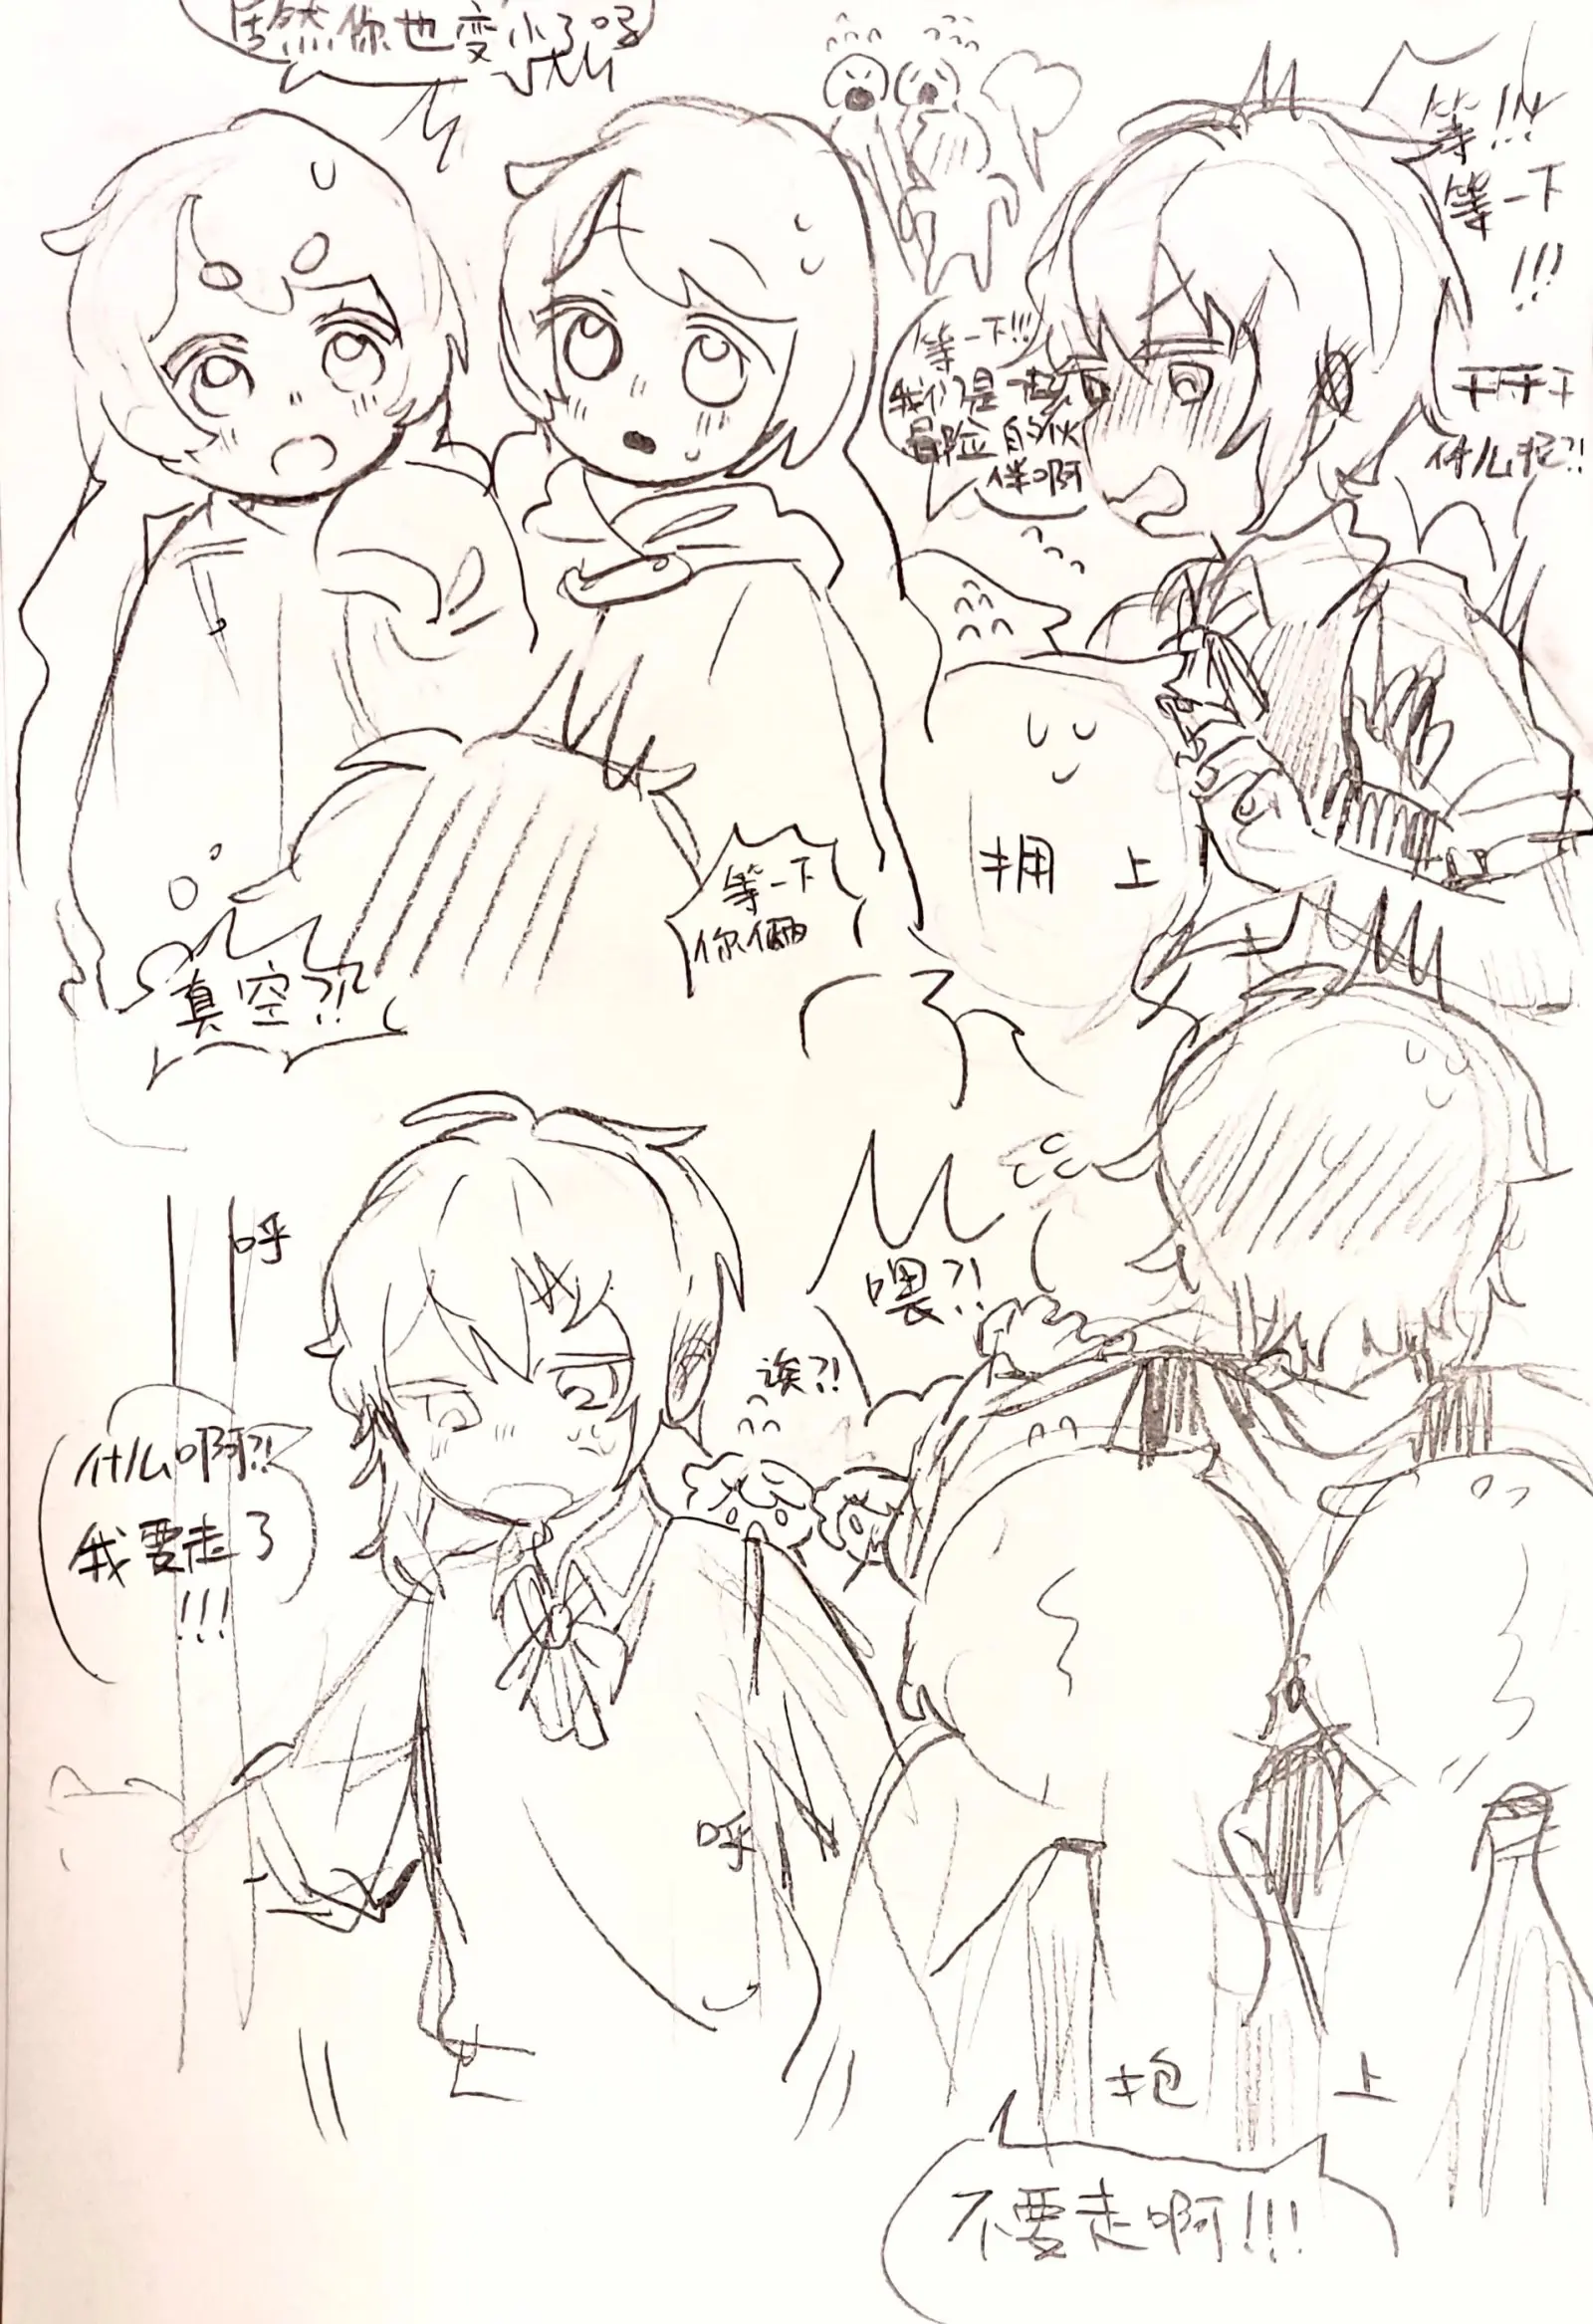 居然你也变小了吗
等!!!
等一下
!!!
等一下!!!
我们是一起
冒险的伙
伴啊
干干干
什么呢?!
拥上
等一下
你俩
真空?!
呼
喂?!
诶?!
什么啊?!
我要走了
!!!
呼
抱上
不要走啊!!!